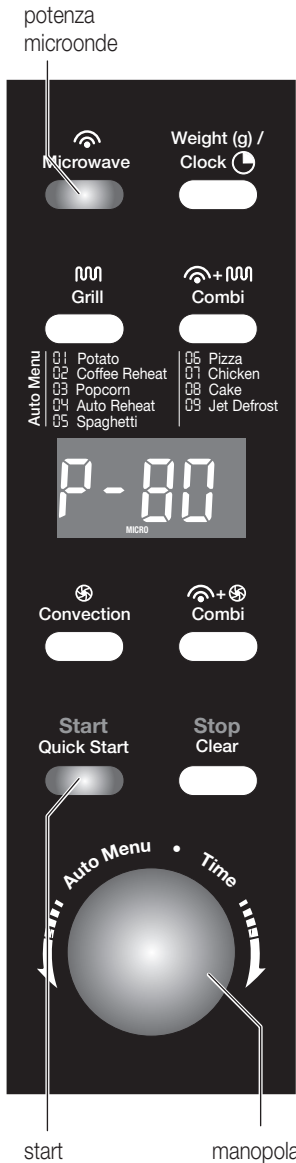 potenza
microonde
Microwave
Weight (g) /
Clock
Grill
+
Combi
Auto Menu
01 Potato
02 Coffee Reheat
03 Popcorn
04 Auto Reheat
05 Spaghetti
06 Pizza
07 Chicken
08 Cake
09 Jet Defrost
P-80
MICRO
Convection
+
Combi
Start
Quick Start
Stop
Clear
Auto Menu • Time
start
manopola